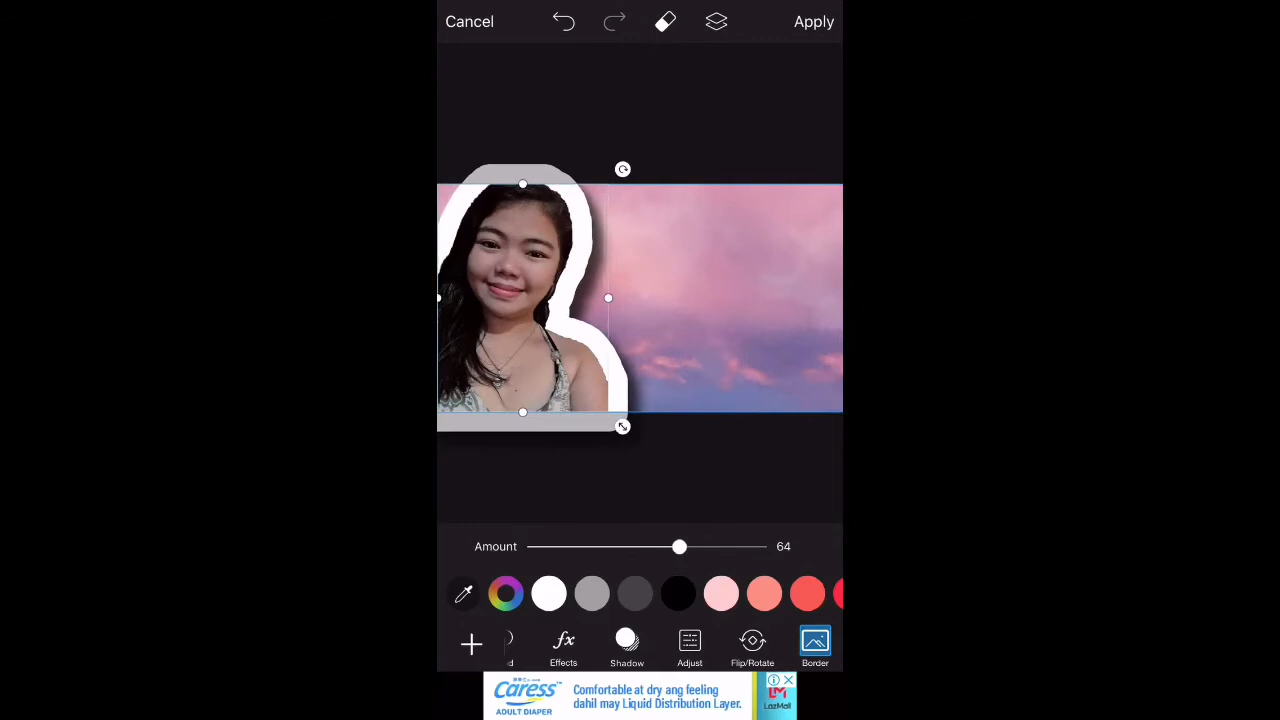 Cancel
Apply
Amount
64
d
Effects
Shadow
Adjust
Flip/Rotate
Border
Caress™
ADULT DIAPER
Comfortable at dry ang feeling
dahil may Liquid Distribution Layer.
LazMall